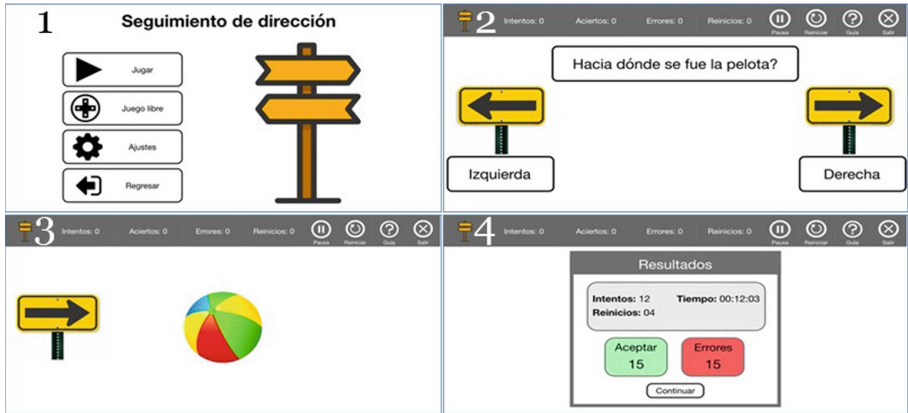 1
Seguimiento de dirección
Jugar
Juego libre
Ajustes
Regresar
2
Intentos: 0 Aciertos: 0 Errores: 0 Reinicios: 0
Pausa Reiniciar Guía Salir
Hacia dónde se fue la pelota?
Izquierda
Derecha
3
Intentos: 0 Aciertos: 0 Errores: 0 Reinicios: 0
Pausa Reiniciar Guía Salir
4
Intentos: 0 Aciertos: 0 Errores: 0 Reinicios: 0
Pausa Reiniciar Guía Salir
Resultados
Intentos: 12 Tiempo: 00:12:03
Reinicios: 04
Aceptar Errores
15 15
Continuar